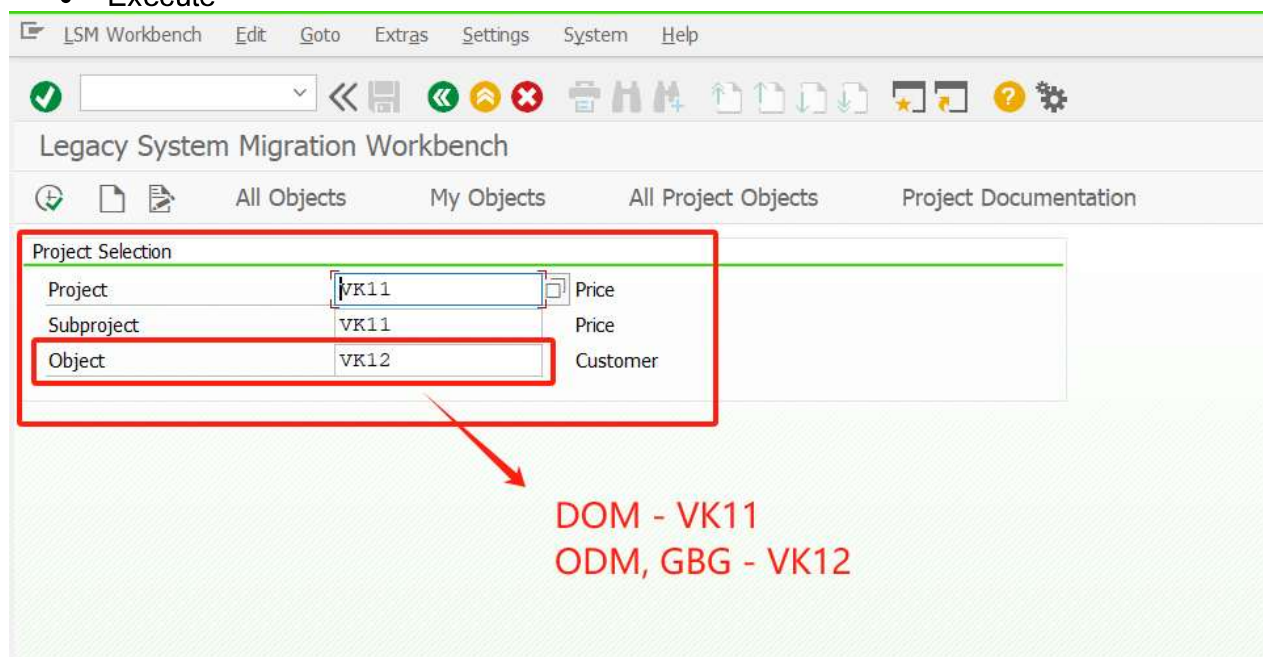 • Execute
LSM Workbench Edit Goto Extras Settings System Help
Legacy System Migration Workbench
All Objects My Objects All Project Objects Project Documentation
Project Selection
Project VK11 Price
Subproject VK11 Price
Object VK12 Customer
DOM - VK11
ODM, GBG - VK12